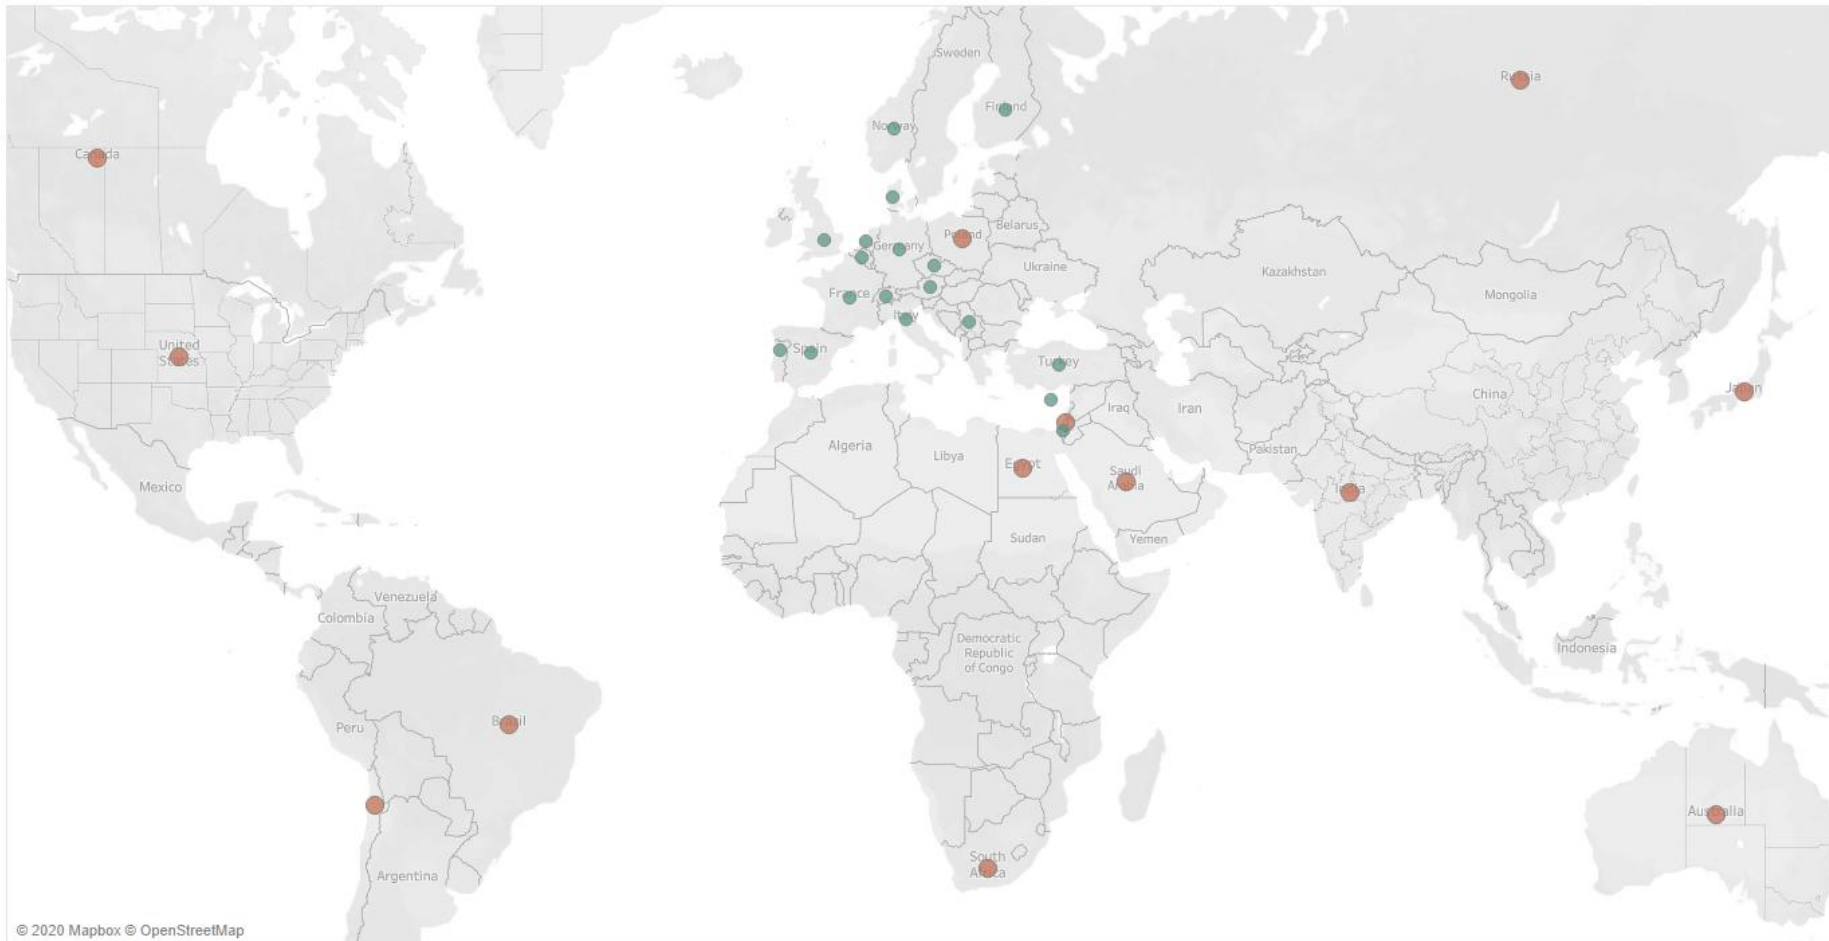 Sweden
Russia
Finland
Norway
Canada
Belarus
Poland
Germany
Ukraine
Kazakhstan
France
Mongolia
Italy
United
States
Spain
Turkey
Japan
China
Iraq
Iran
Algeria
Libya
Pakistan
Egypt
Saudi
Arabia
Mexico
India
Sudan
Yemen
Venezuela
Colombia
Democratic
Republic
of Congo
Indonesia
Brazil
Peru
Australia
South
Africa
Argentina
© 2020 Mapbox © OpenStreetMap